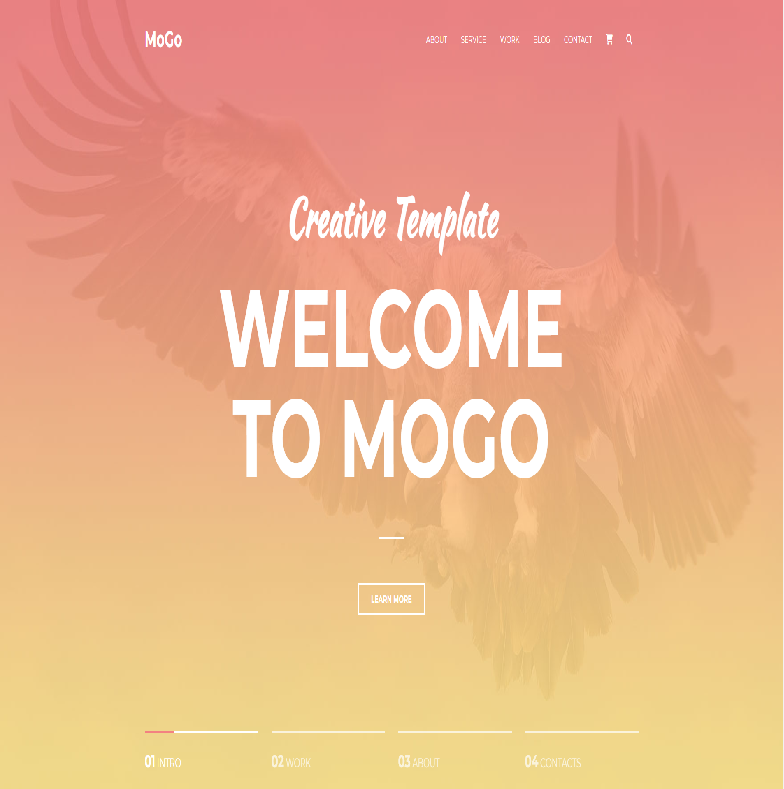 MoGo
ABOUT SERVICE WORK BLOG CONTACT
Creative Template
WELCOME
TO MOGO
LEARN MORE
01 INTRO 02 WORK 03 ABOUT 04 CONTACTS